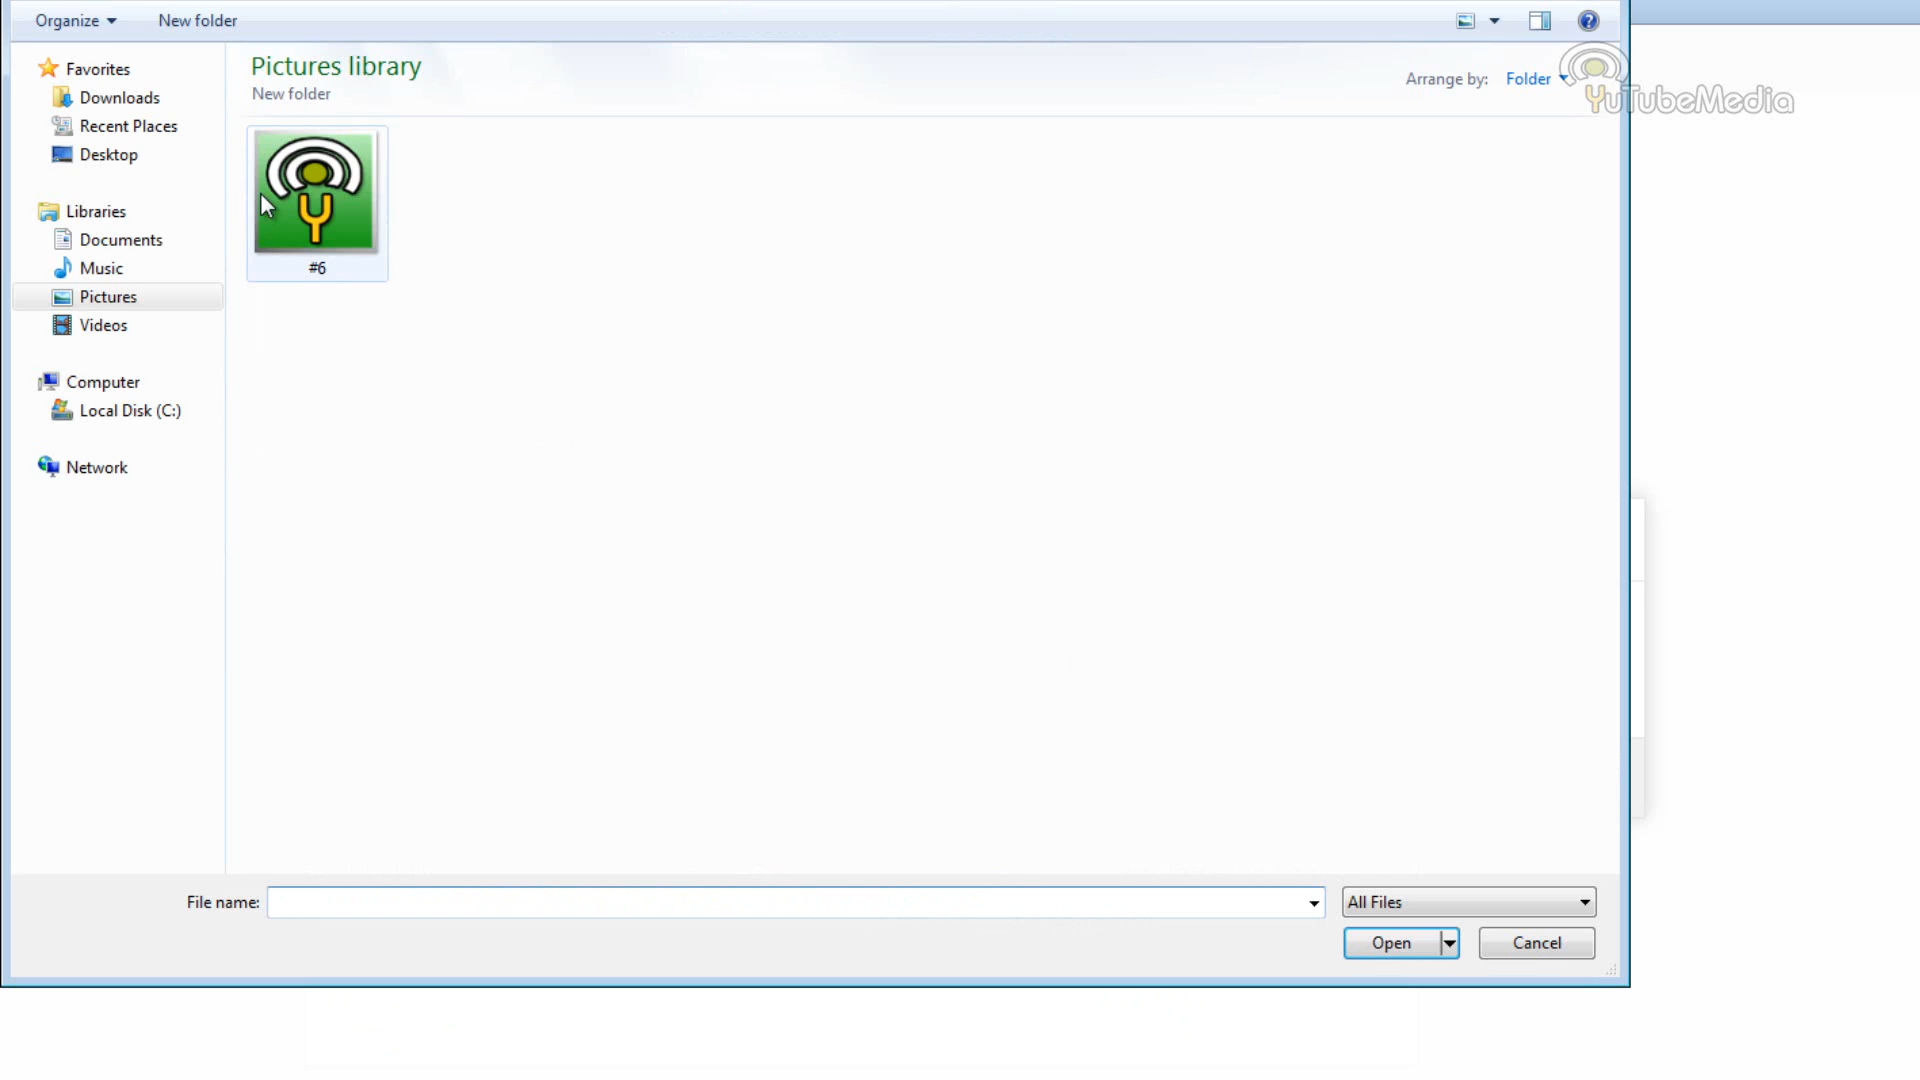 Organize
New folder
Favorites
Downloads
Recent Places
Desktop
Libraries
Documents
Music
Pictures
Videos
Computer
Local Disk (C:)
Network
Pictures library
New folder
Arrange by: Folder
YuTubeMedia
Y
#6
File name:
All Files
Open
Cancel